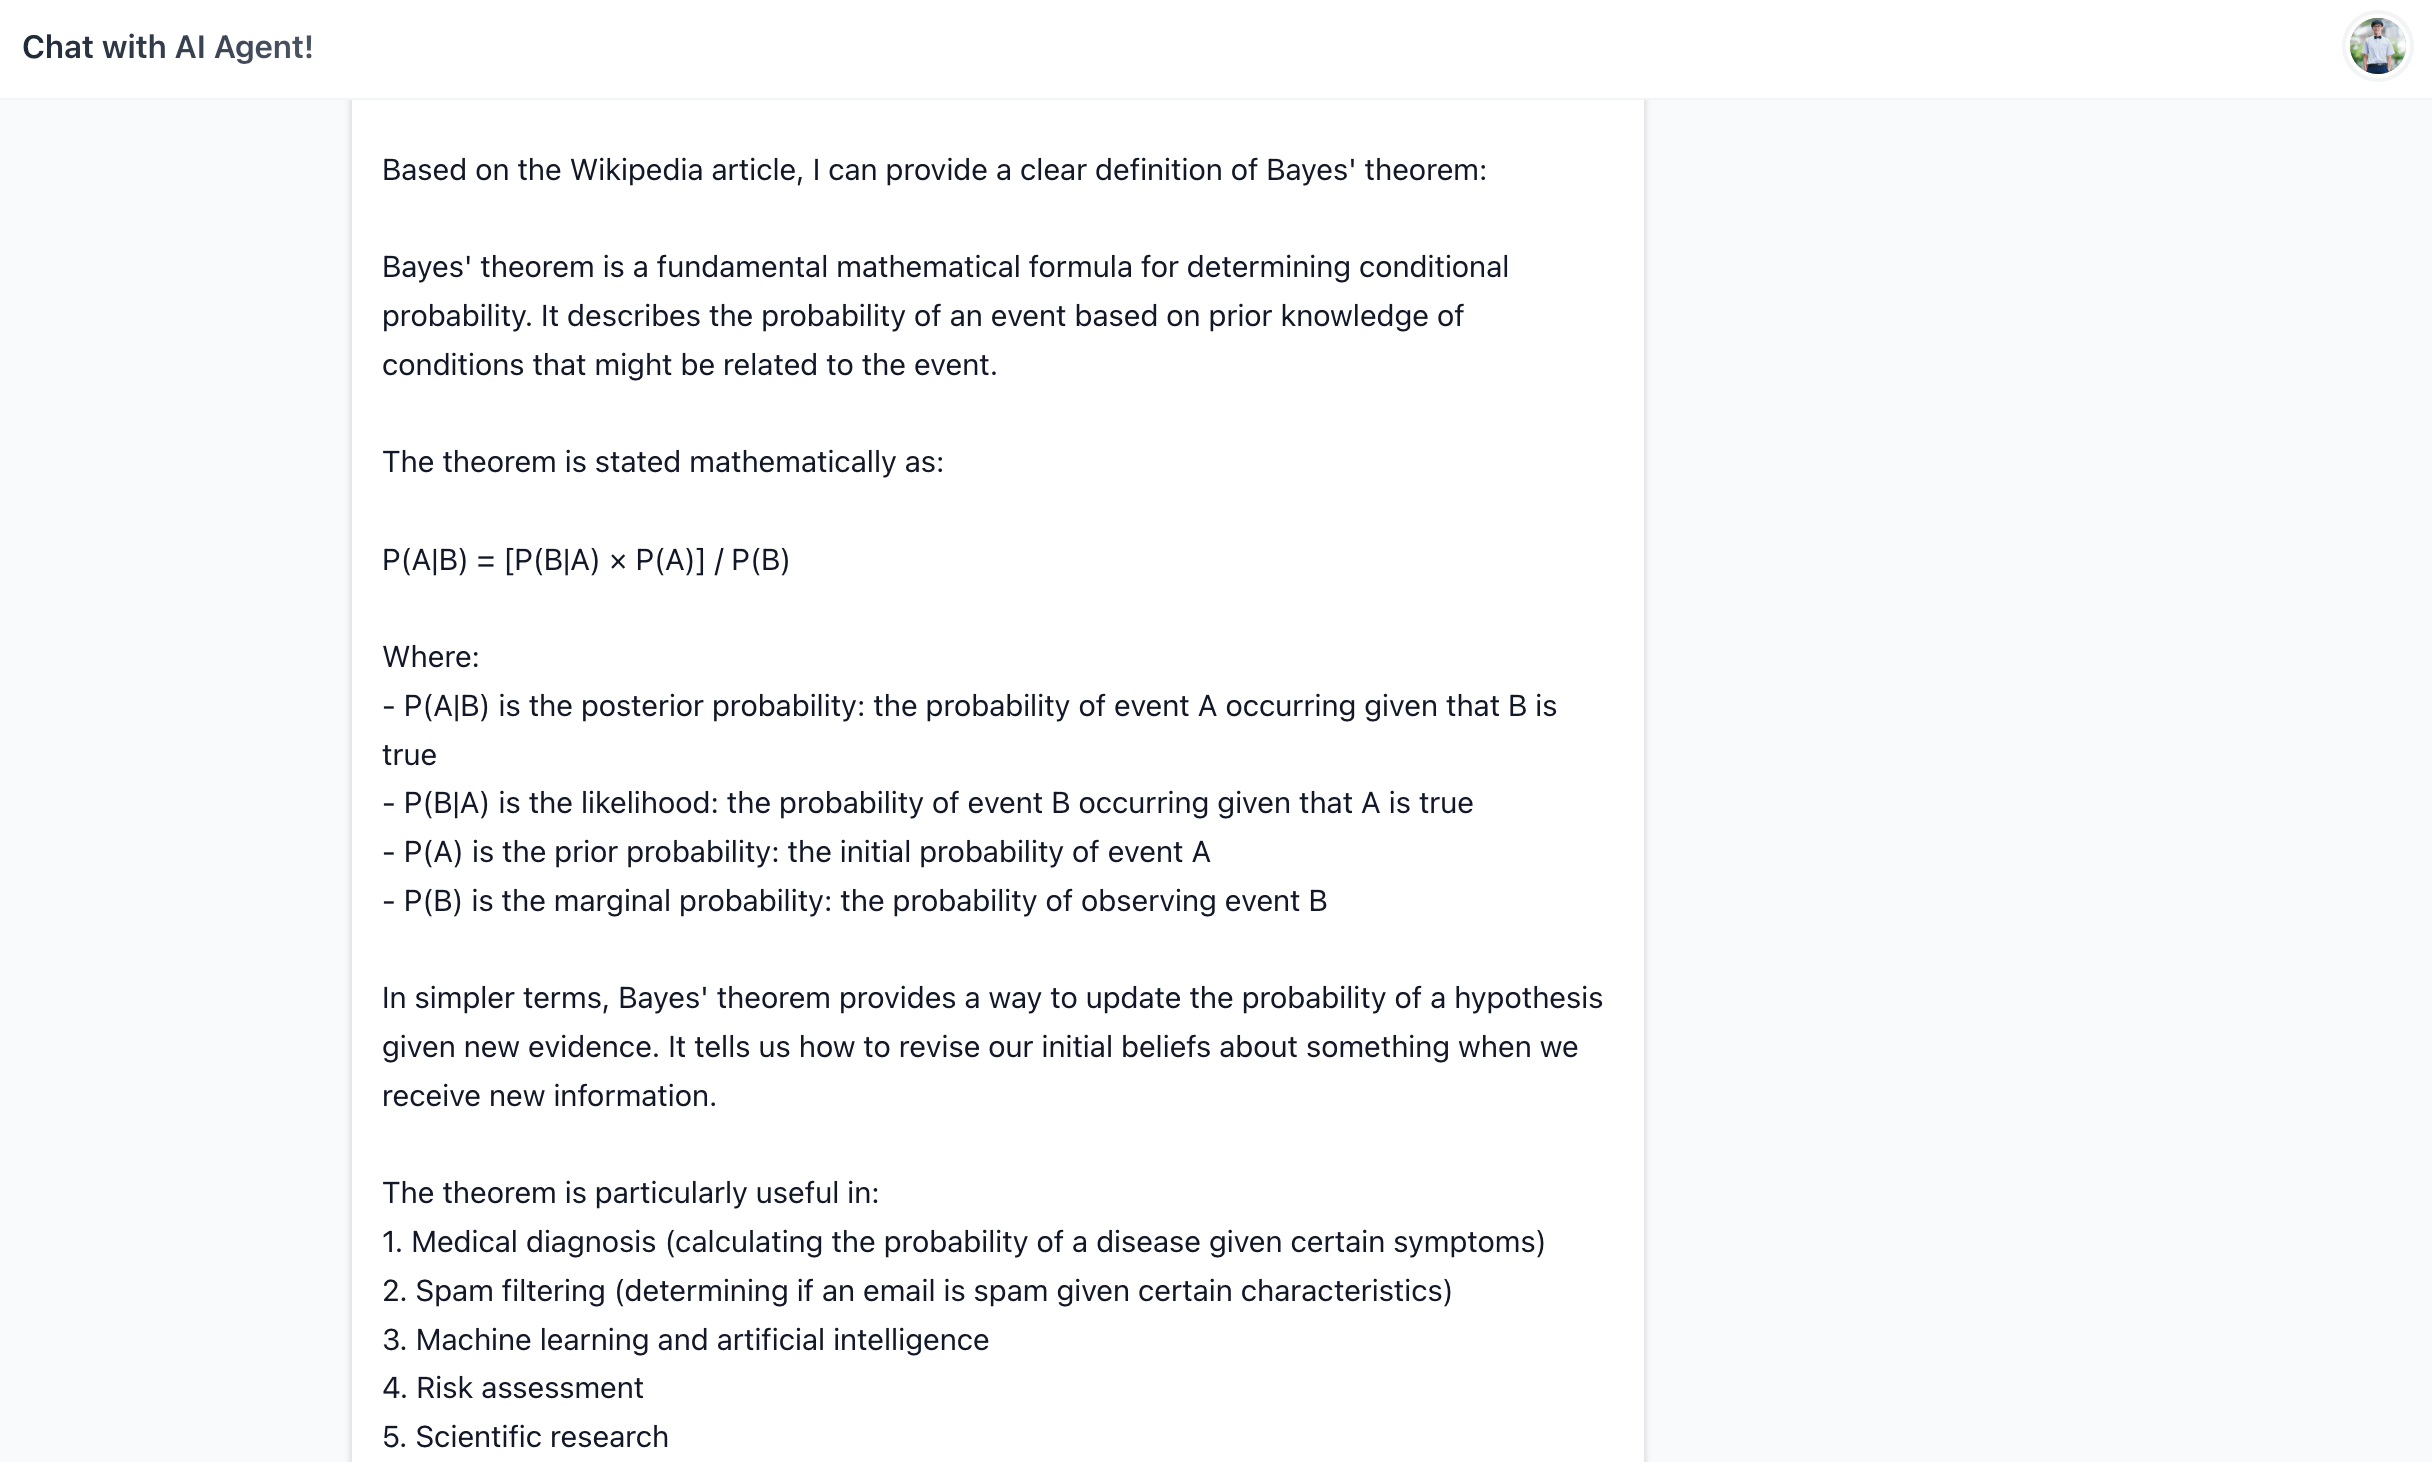 Chat with AI Agent!
Based on the Wikipedia article, I can provide a clear definition of Bayes' theorem:
Bayes' theorem is a fundamental mathematical formula for determining conditional
probability. It describes the probability of an event based on prior knowledge of
conditions that might be related to the event.
The theorem is stated mathematically as:
P(A|B) = [P(B|A) × P(A)] / P(B)
Where:
- P(A|B) is the posterior probability: the probability of event A occurring given that B is
true
- P(B|A) is the likelihood: the probability of event B occurring given that A is true
- P(A) is the prior probability: the initial probability of event A
- P(B) is the marginal probability: the probability of observing event B
In simpler terms, Bayes' theorem provides a way to update the probability of a hypothesis
given new evidence. It tells us how to revise our initial beliefs about something when we
receive new information.
The theorem is particularly useful in:
1. Medical diagnosis (calculating the probability of a disease given certain symptoms)
2. Spam filtering (determining if an email is spam given certain characteristics)
3. Machine learning and artificial intelligence
4. Risk assessment
5. Scientific research